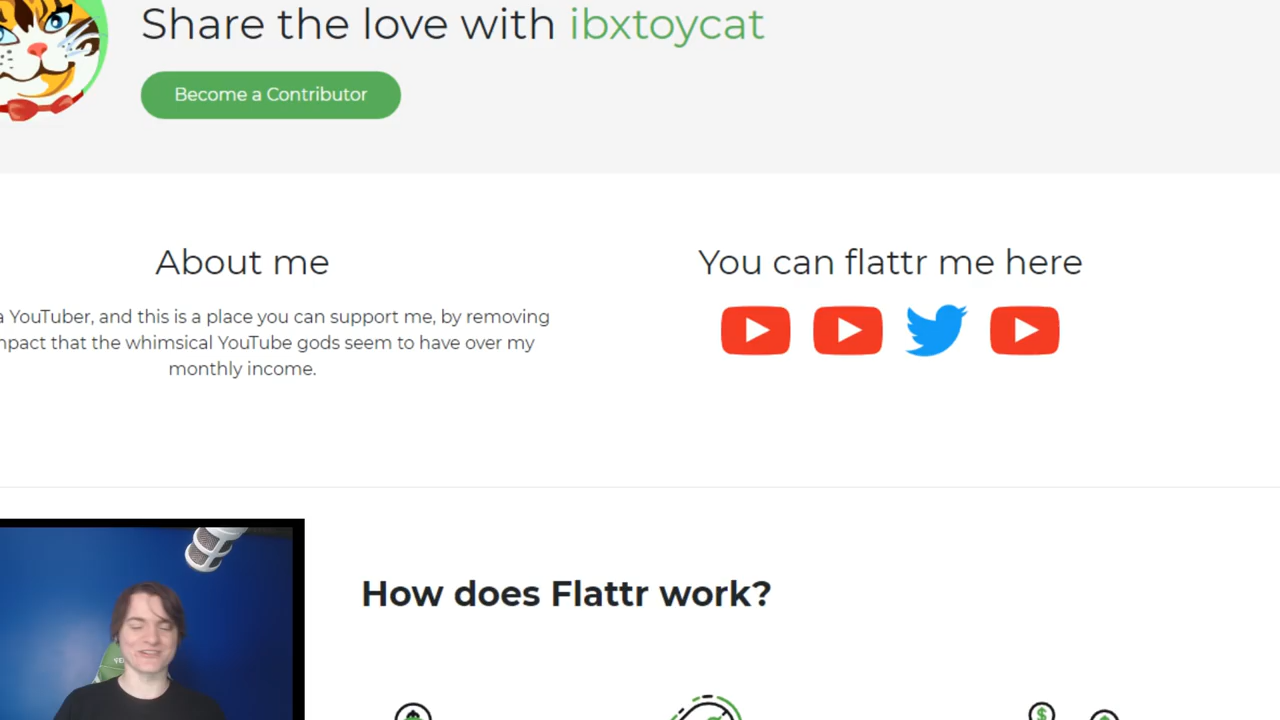 Share the love with ibxtoycat
Become a Contributor
About me
a YouTuber, and this is a place you can support me, by removing
that the whimsical YouTube gods seem to have over my
monthly income.
You can flattr me here
How does Flattr work?